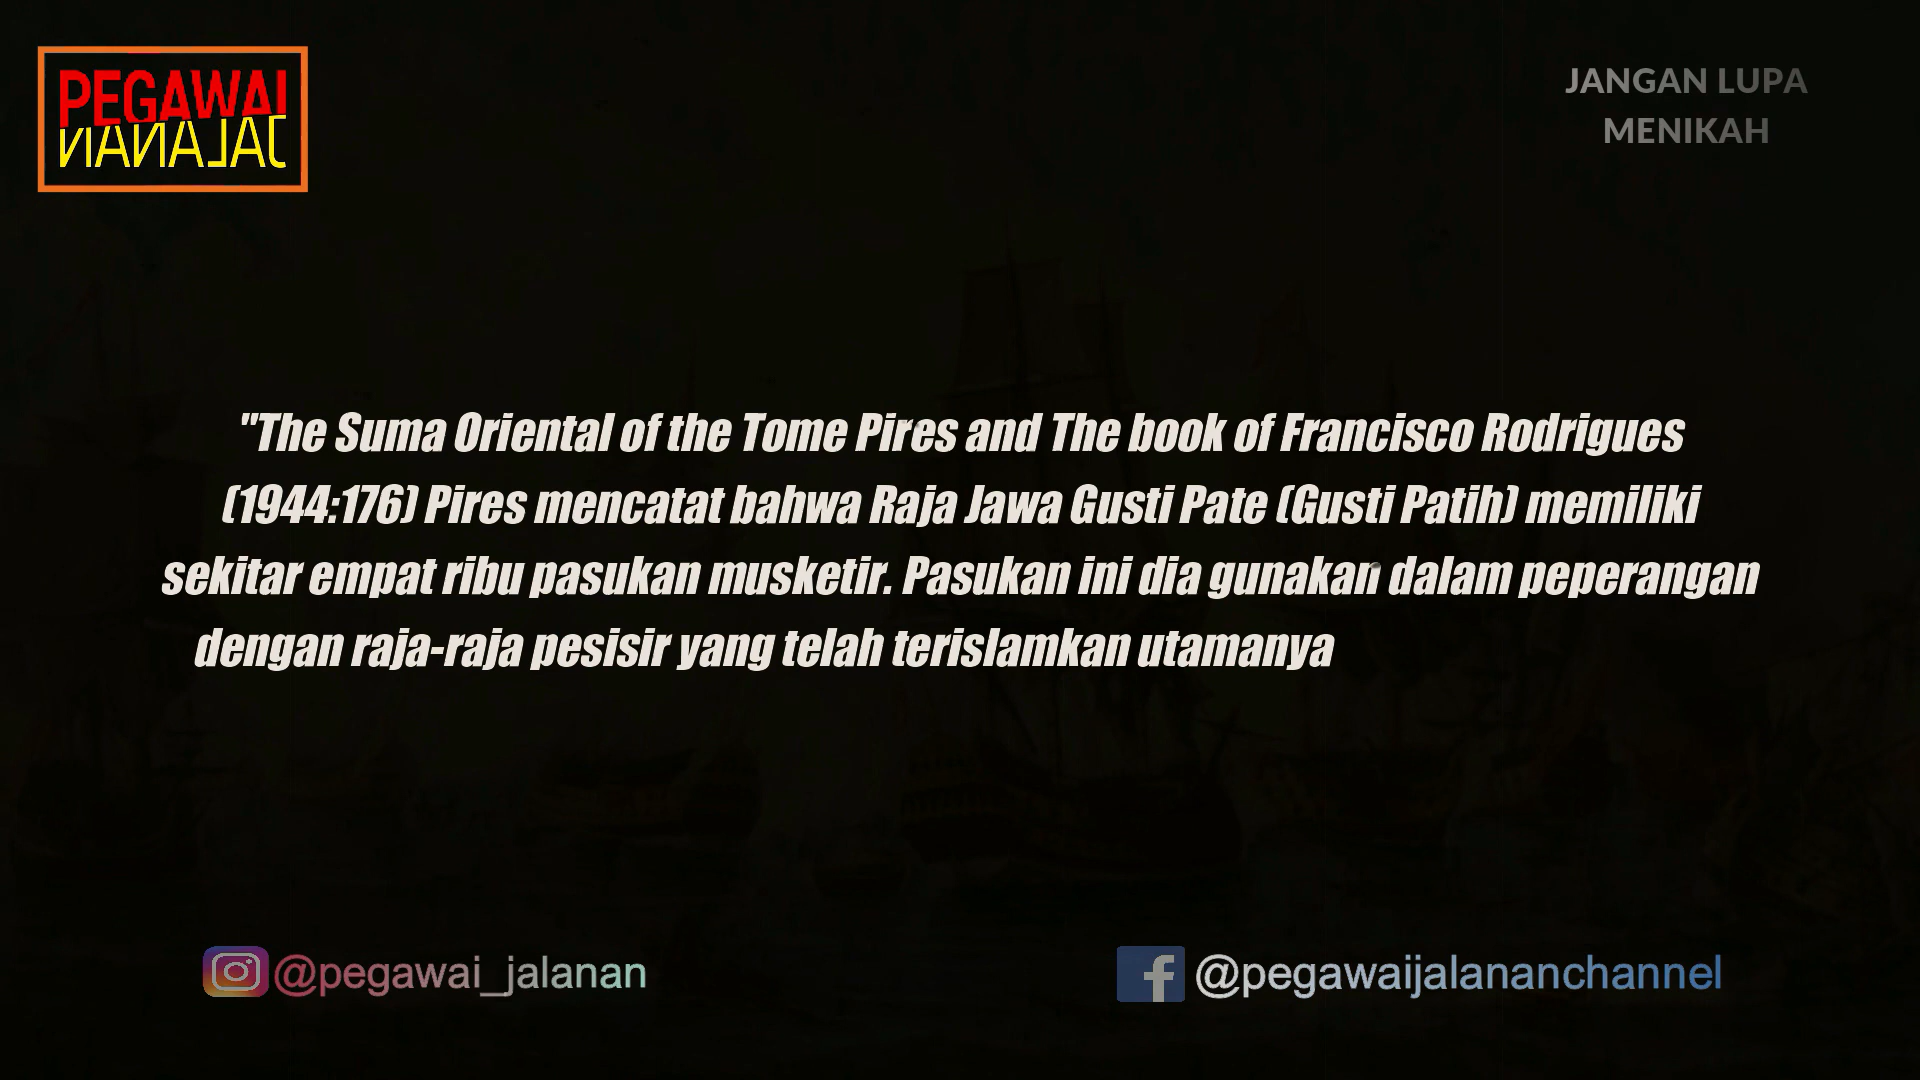 PEGAWAI
JALANAN
JANGAN LUPA
MENIKAH
"The Suma Oriental of the Tome Pires and The book of Francisco Rodrigues
(1944:176) Pires mencatat bahwa Raja Jawa Gusti Pate (Gusti Patih) memiliki
sekitar empat ribu pasukan musketir. Pasukan ini dia gunakan dalam peperangan
dengan raja-raja pesisir yang telah terislamkan utamanya
@pegawai_jalanan
@pegawaijalananchannel